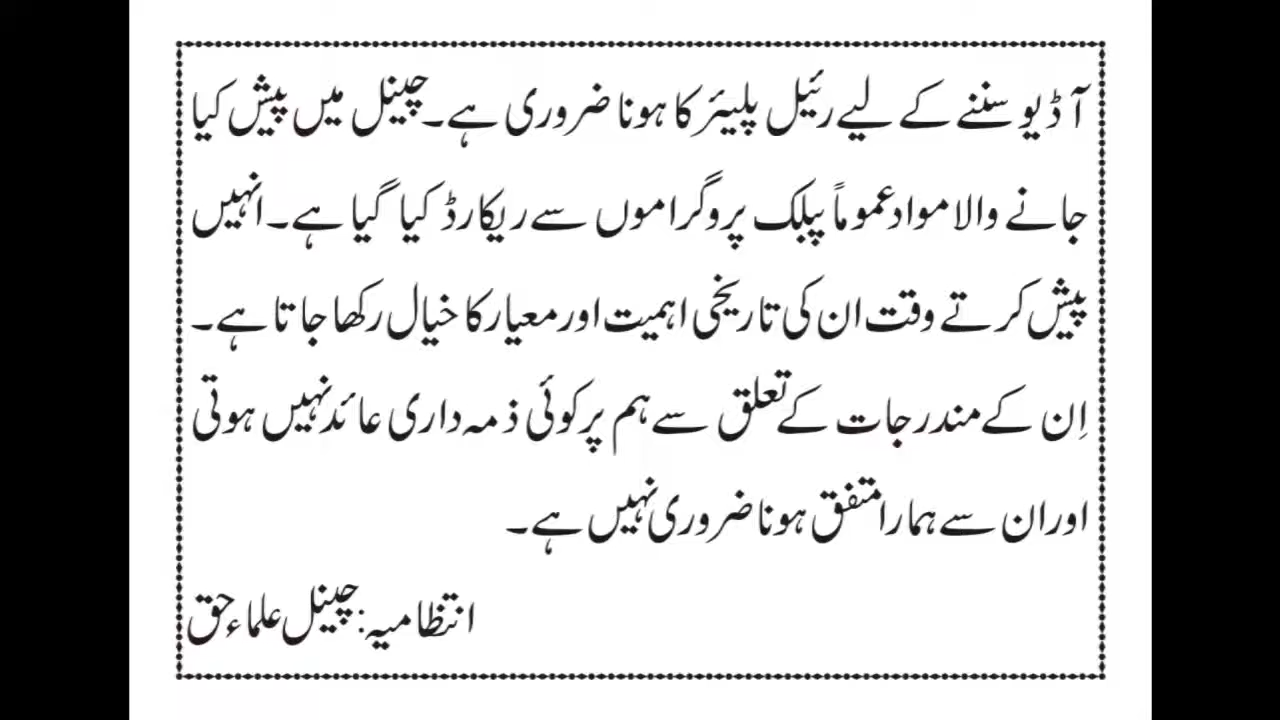 آڈیو سننے کے لیے رئیل پلیئر کا ہونا ضروری ہے۔ چینل میں پیش کیا
جانے والا مواد عموماً پبلک پروگراموں سے ریکارڈ کیا گیا ہے۔ انہیں
پیش کرتے وقت ان کی تاریخی اہمیت اور معیار کا خیال رکھا جاتا ہے۔
اِن کے مندرجات کے تعلق سے ہم پر کوئی ذمہ داری عائد نہیں ہوتی
اور ان سے ہمارا متفق ہونا ضروری نہیں ہے۔
انتظامیہ: چینل علماء حق